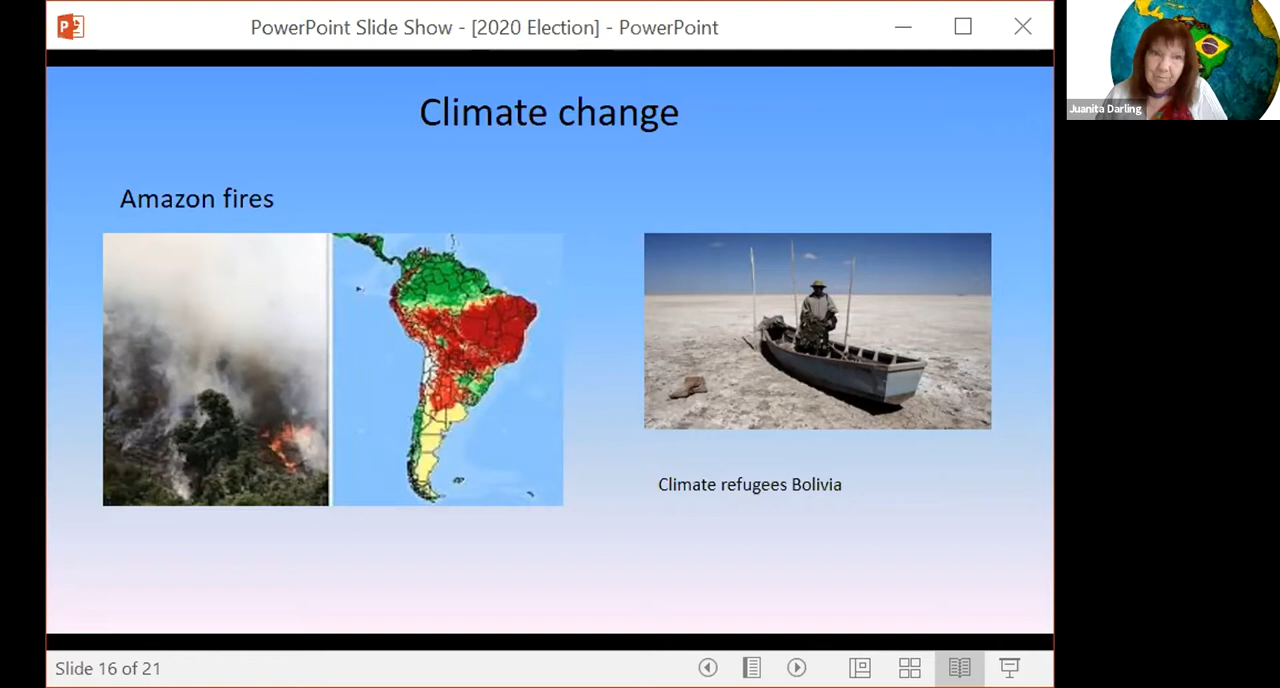 PowerPoint Slide Show - [2020 Election] - PowerPoint
Juanita Darling
Climate change
Amazon fires
Climate refugees Bolivia
Slide 16 of 21